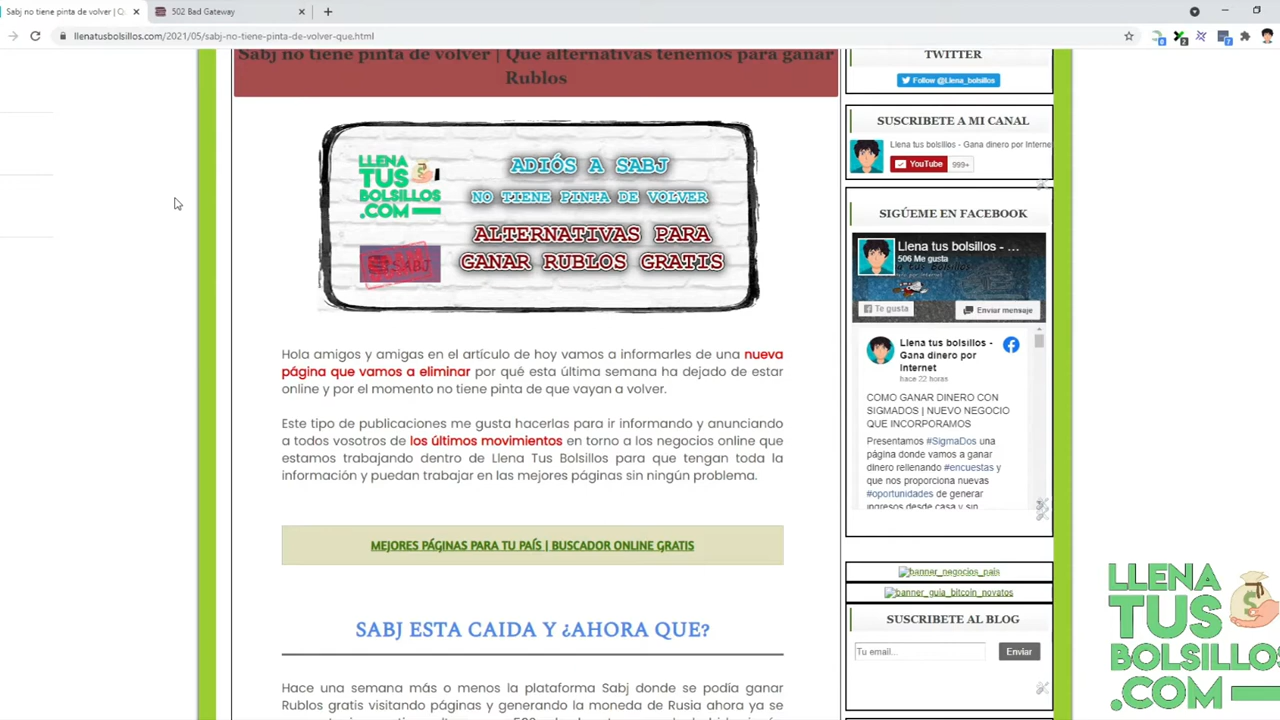 Sabj no tiene pinta de volver | Q
502 Bad Gateway
llenatusbolsillos.com/2021/05/sabj-no-tiene-pinta-de-volver-que.html
Sabj no tiene pinta de volver | Que alternativas tenemos para ganar
Rublos
LLENA
TUS
BOLSILLOS
.COM
SABJ
ADIÓS A SABJ
NO TIENE PINTA DE VOLVER
ALTERNATIVAS PARA
GANAR RUBLOS GRATIS
Hola amigos y amigas en el artículo de hoy vamos a informarles de una nueva
página que vamos a eliminar por qué esta última semana ha dejado de estar
online y por el momento no tiene pinta de que vayan a volver.
Este tipo de publicaciones me gusta hacerlas para ir informando y anunciando
a todos vosotros de los últimos movimientos en torno a los negocios online que
estamos trabajando dentro de Llena Tus Bolsillos para que tengan toda la
información y puedan trabajar en las mejores páginas sin ningún problema.
MEJORES PÁGINAS PARA TU PAÍS | BUSCADOR ONLINE GRATIS
SABJ ESTA CAIDA Y ¿AHORA QUE?
Hace una semana más o menos la plataforma Sabj donde se podía ganar
Rublos gratis visitando páginas y generando la moneda de Rusia ahora ya se
TWITTER
Follow @Llena_bolsillos
SUSCRIBETE A MI CANAL
Llena tus bolsillos - Gana dinero por Interne
YouTube 999+
SIGÚEME EN FACEBOOK
Llena tus bolsillos - ...
506 Me gusta
Te gusta
Enviar mensaje
Llena tus bolsillos -
Gana dinero por
Internet
hace 22 horas
COMO GANAR DINERO CON
SIGMADOS | NUEVO NEGOCIO
QUE INCORPORAMOS
Presentamos #SigmaDos una
página donde vamos a ganar
dinero rellenando #encuestas y
que nos proporciona nuevas
#oportunidades de generar
ingresos desde casa y sin
banner_negocios_pais
banner_guia_bitcoin_novatos
SUSCRIBETE AL BLOG
Tu email...
Enviar
LLENA
TUS
BOLSILLOS
.COM